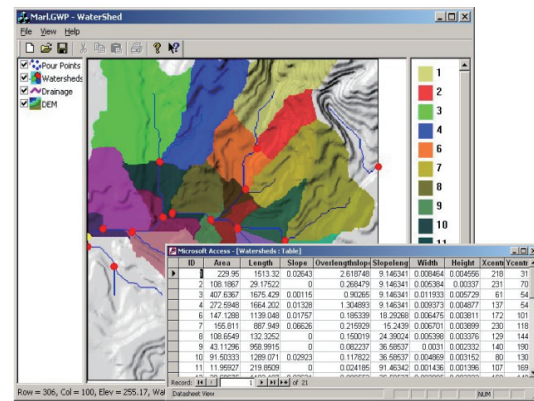 Marl.GWP - WaterShed
File View Help
Pour Points
Watersheds
Drainage
DEM
1
2
3
4
6
7
8
9
10
11
Microsoft Access - [Watersheds : Table]
ID Area Length Slope Overlengthslope Slopeleng Width Height Xcentr Ycentr
1 229.95 1513.32 0.02643 2.618748 9.146341 0.008464 0.004556 218 31
2 108.1867 29.17522 0 0.268479 9.146341 0.005384 0.00337 231 70
3 407.6367 1675.429 0.00115 0.90265 9.146341 0.011933 0.005729 61 54
4 272.5948 1664.202 0.01328 1.304893 9.146341 0.009373 0.004877 137 54
6 147.1288 1139.048 0.01757 0.185339 18.29268 0.006475 0.003811 172 101
7 155.811 887.949 0.06626 0.215929 15.2439 0.006701 0.003899 230 118
8 108.6549 132.3252 0 0.150019 24.39024 0.005398 0.003376 129 144
9 43.11296 958.9915 0 0.082237 36.58537 0.0031 0.002332 140 190
10 91.50333 1289.071 0.02923 0.117822 36.58537 0.004869 0.003152 80 130
11 11.95927 219.8509 0 0.024185 91.46342 0.001436 0.001396 107 169
Record: 1 of 21
Row = 306, Col = 100, Elev = 255.17, Wat
Datasheet View NUM